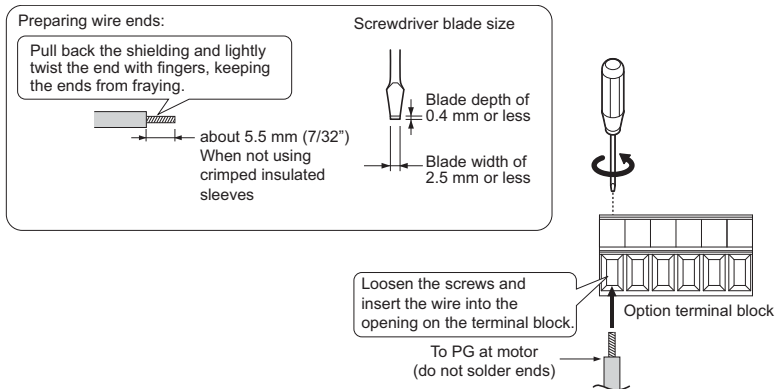 Preparing wire ends:
Pull back the shielding and lightly
twist the end with fingers, keeping
the ends from fraying.
about 5.5 mm (7/32”)
When not using
crimped insulated
sleeves
Screwdriver blade size
Blade depth of
0.4 mm or less
Blade width of
2.5 mm or less
Loosen the screws and
insert the wire into the
opening on the terminal block.
Option terminal block
To PG at motor
(do not solder ends)